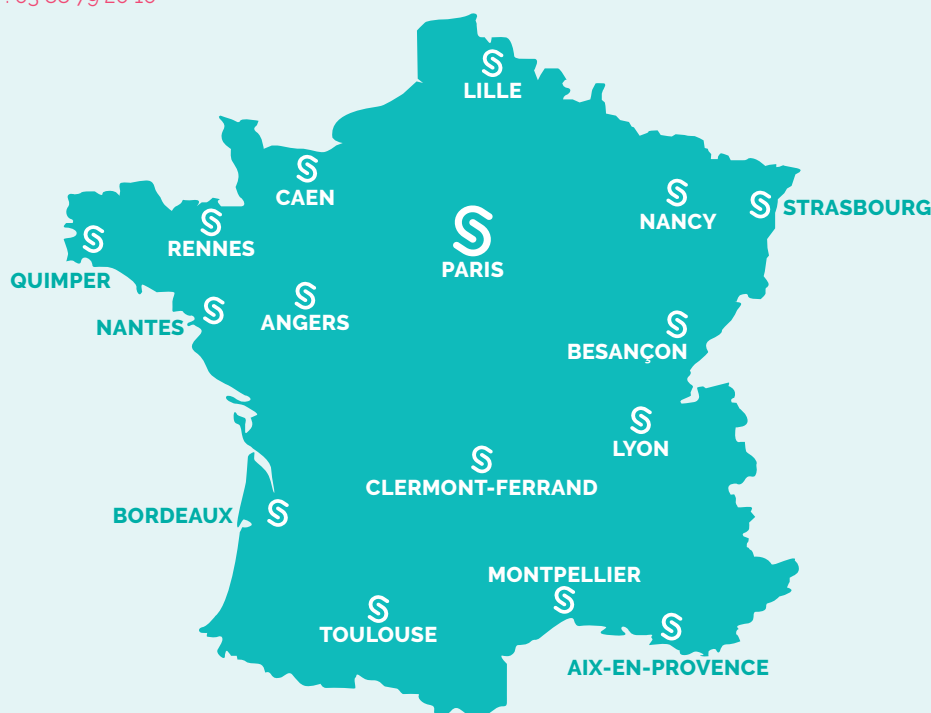 LILLE
CAEN
NANCY
STRASBOURG
RENNES
PARIS
QUIMPER
NANTES
ANGERS
BESANÇON
LYON
CLERMONT-FERRAND
BORDEAUX
MONTPELLIER
TOULOUSE
AIX-EN-PROVENCE